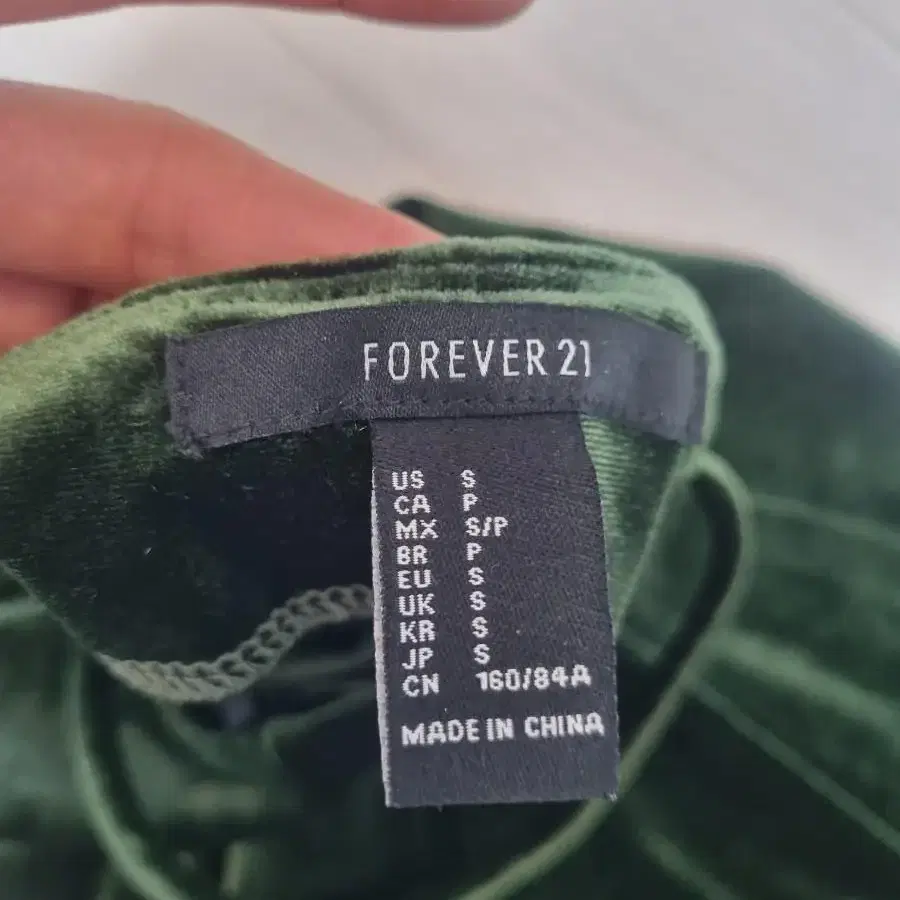 FOREVER 21
US S
CA P
MX S/P
BR P
EU S
UK S
KR S
JP S
CN 160/84A
MADE IN CHINA